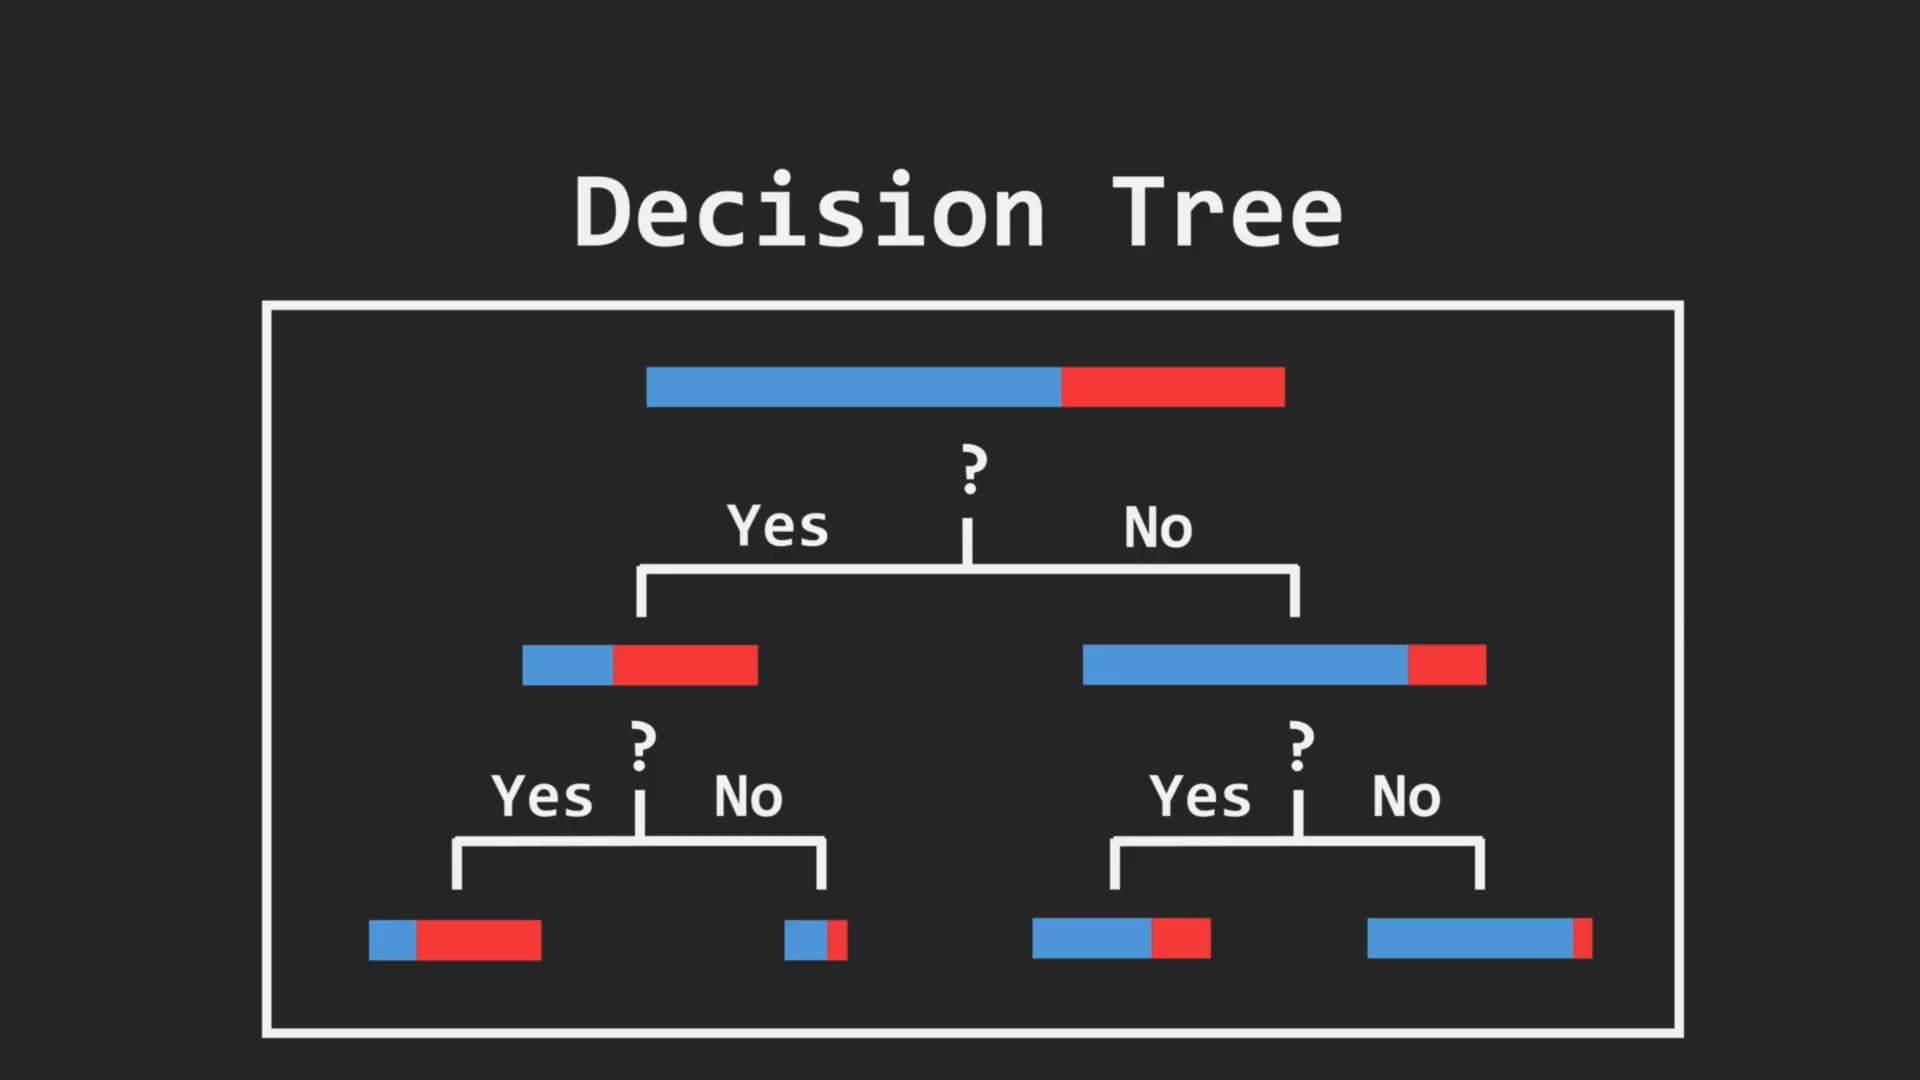 Decision Tree
?
Yes No
? ?
Yes No Yes No